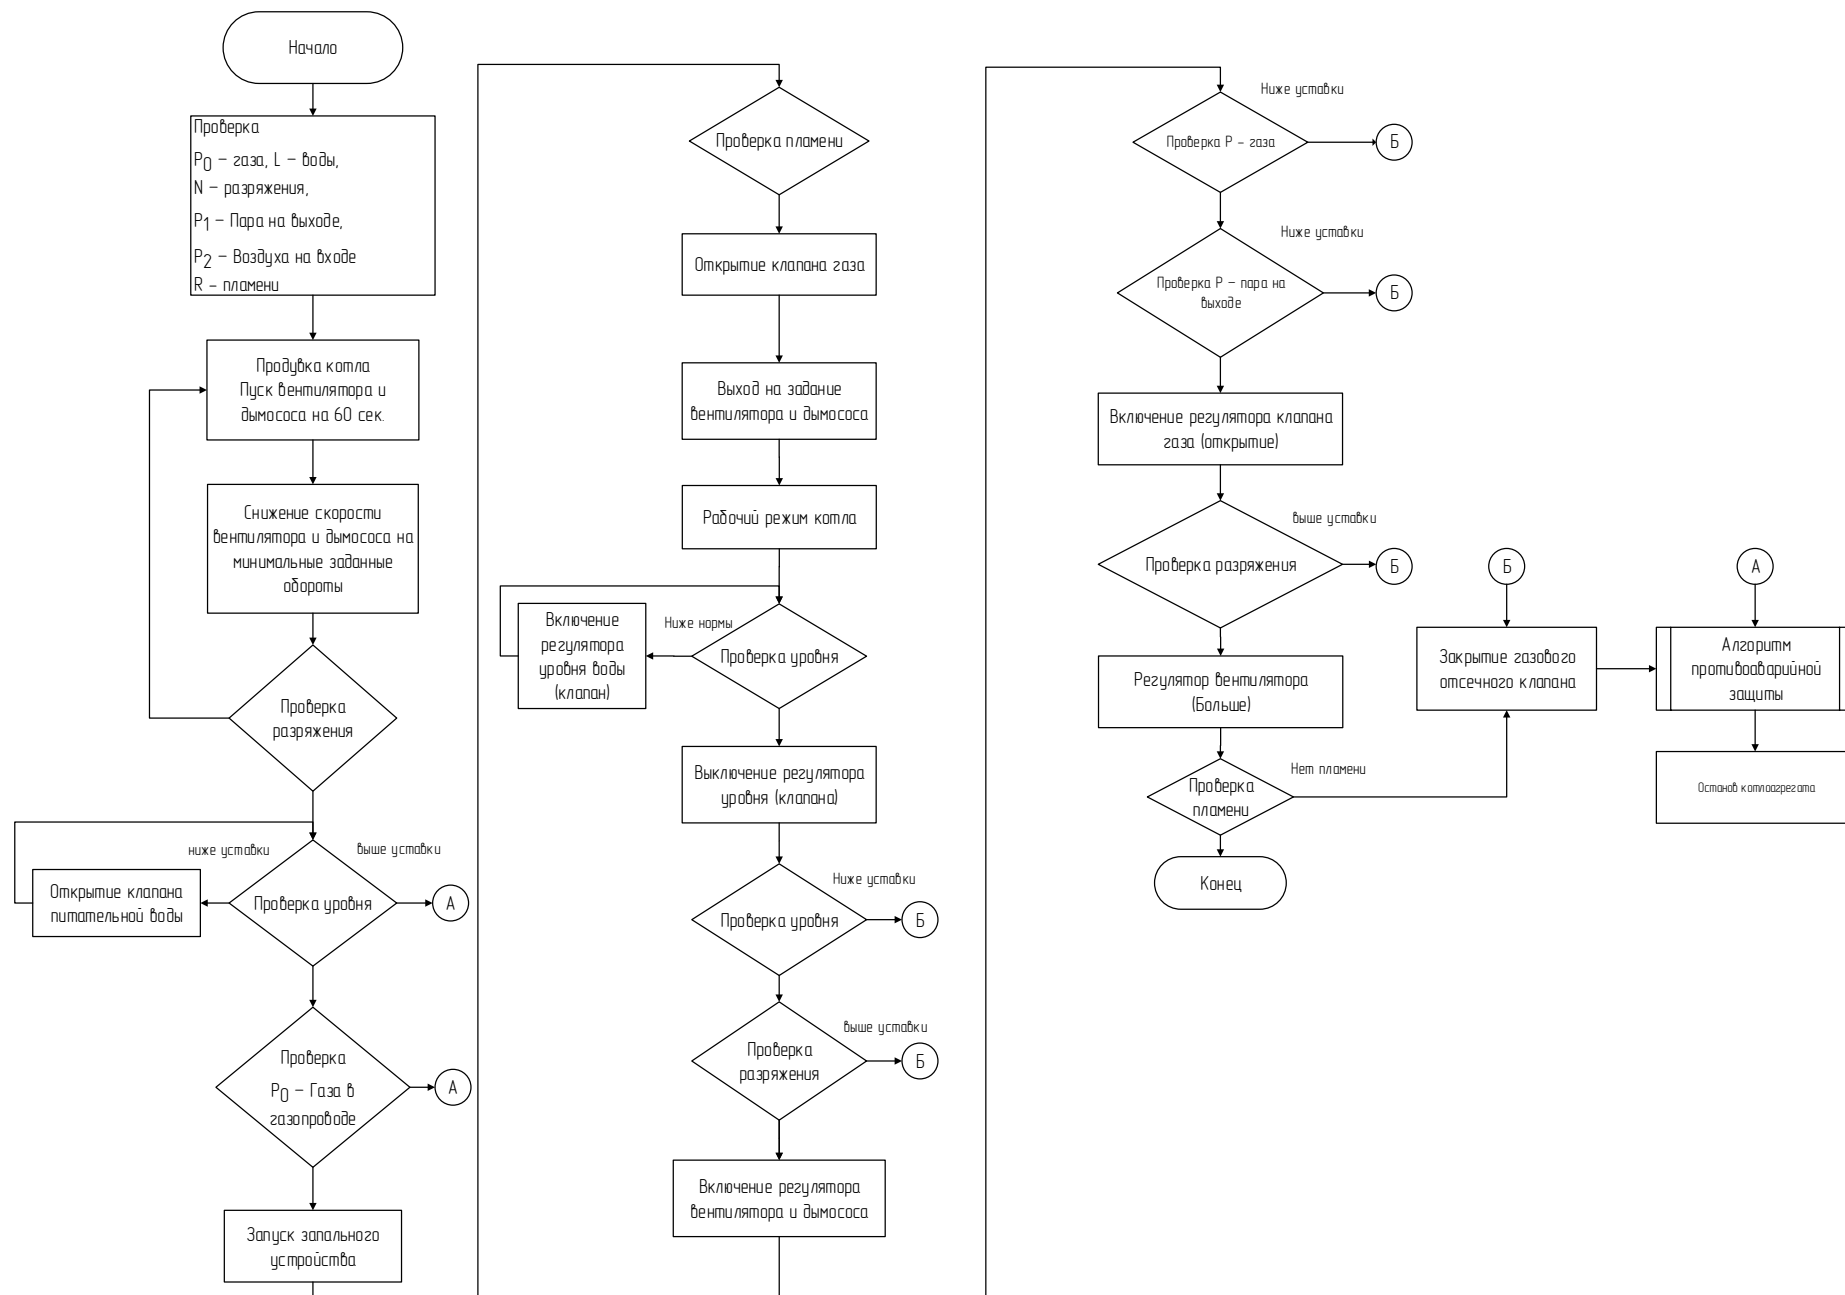 Начало
Проверка
P0 – газа, L – воды,
N – разряжения,
P1 – Пара на выходе,
P2 – Воздуха на входе
R – пламени
Продувка котла
Пуск вентилятора и
дымососа на 60 сек.
Снижение скорости
вентилятора и дымососа на
минимальные заданные
обороты
Проверка
разряжения
ниже уставки
выше уставки
Открытие клапана
питательной воды
Проверка уровня
А
Проверка
P0 – Газа в
газопроводе
А
Запуск запального
устройства
Проверка пламени
Открытие клапана газа
Выход на задание
вентилятора и дымососа
Рабочий режим котла
Включение
регулятора
уровня воды
(клапан)
Ниже нормы
Проверка уровня
Выключение регулятора
уровня (клапана)
Ниже уставки
Проверка уровня
Б
выше уставки
Проверка
разряжения
Б
Включение регулятора
вентилятора и дымососа
Ниже уставки
Проверка P – газа
Б
Ниже уставки
Проверка P – пара на
выходе
Б
Включение регулятора клапана
газа (открытие)
выше уставки
Проверка разряжения
Б
Регулятор вентилятора
(Больше)
Нет пламени
Проверка
пламени
Конец
Б
Закрытие газового
отсечного клапана
А
Алгоритм
противоаварийной
защиты
Останов котлоагрегата